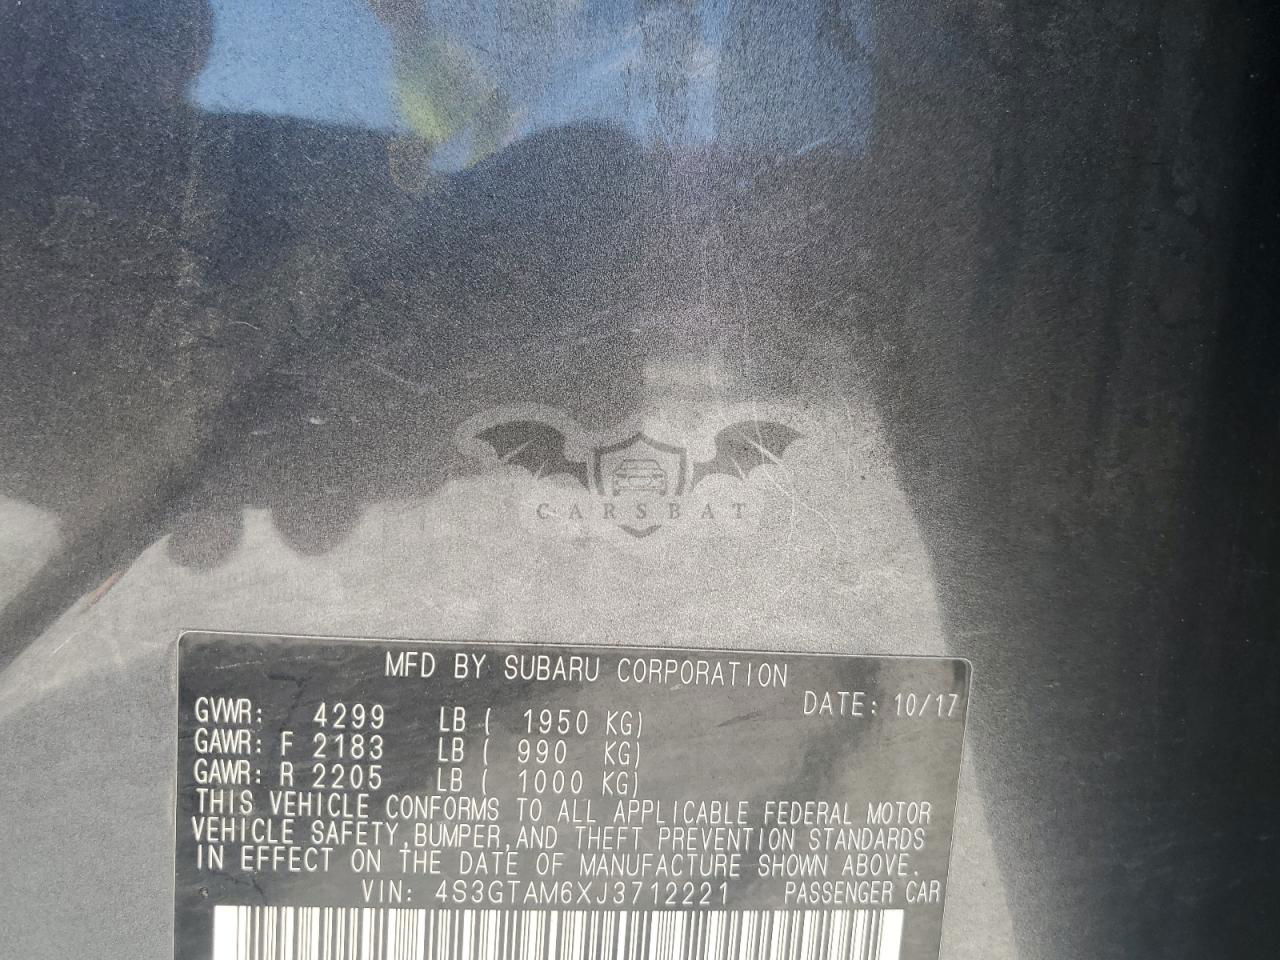 CARSBAT
MFD BY SUBARU CORPORATION
DATE: 10/17
GVWR: 4299 LB ( 1950 KG)
GAWR: F 2183 LB ( 990 KG)
GAWR: R 2205 LB ( 1000 KG)
THIS VEHICLE CONFORMS TO ALL APPLICABLE FEDERAL MOTOR
VEHICLE SAFETY,BUMPER,AND THEFT PREVENTION STANDARDS
IN EFFECT ON THE DATE OF MANUFACTURE SHOWN ABOVE.
VIN: 4S3GTAM6XJ3712221 PASSENGER CAR